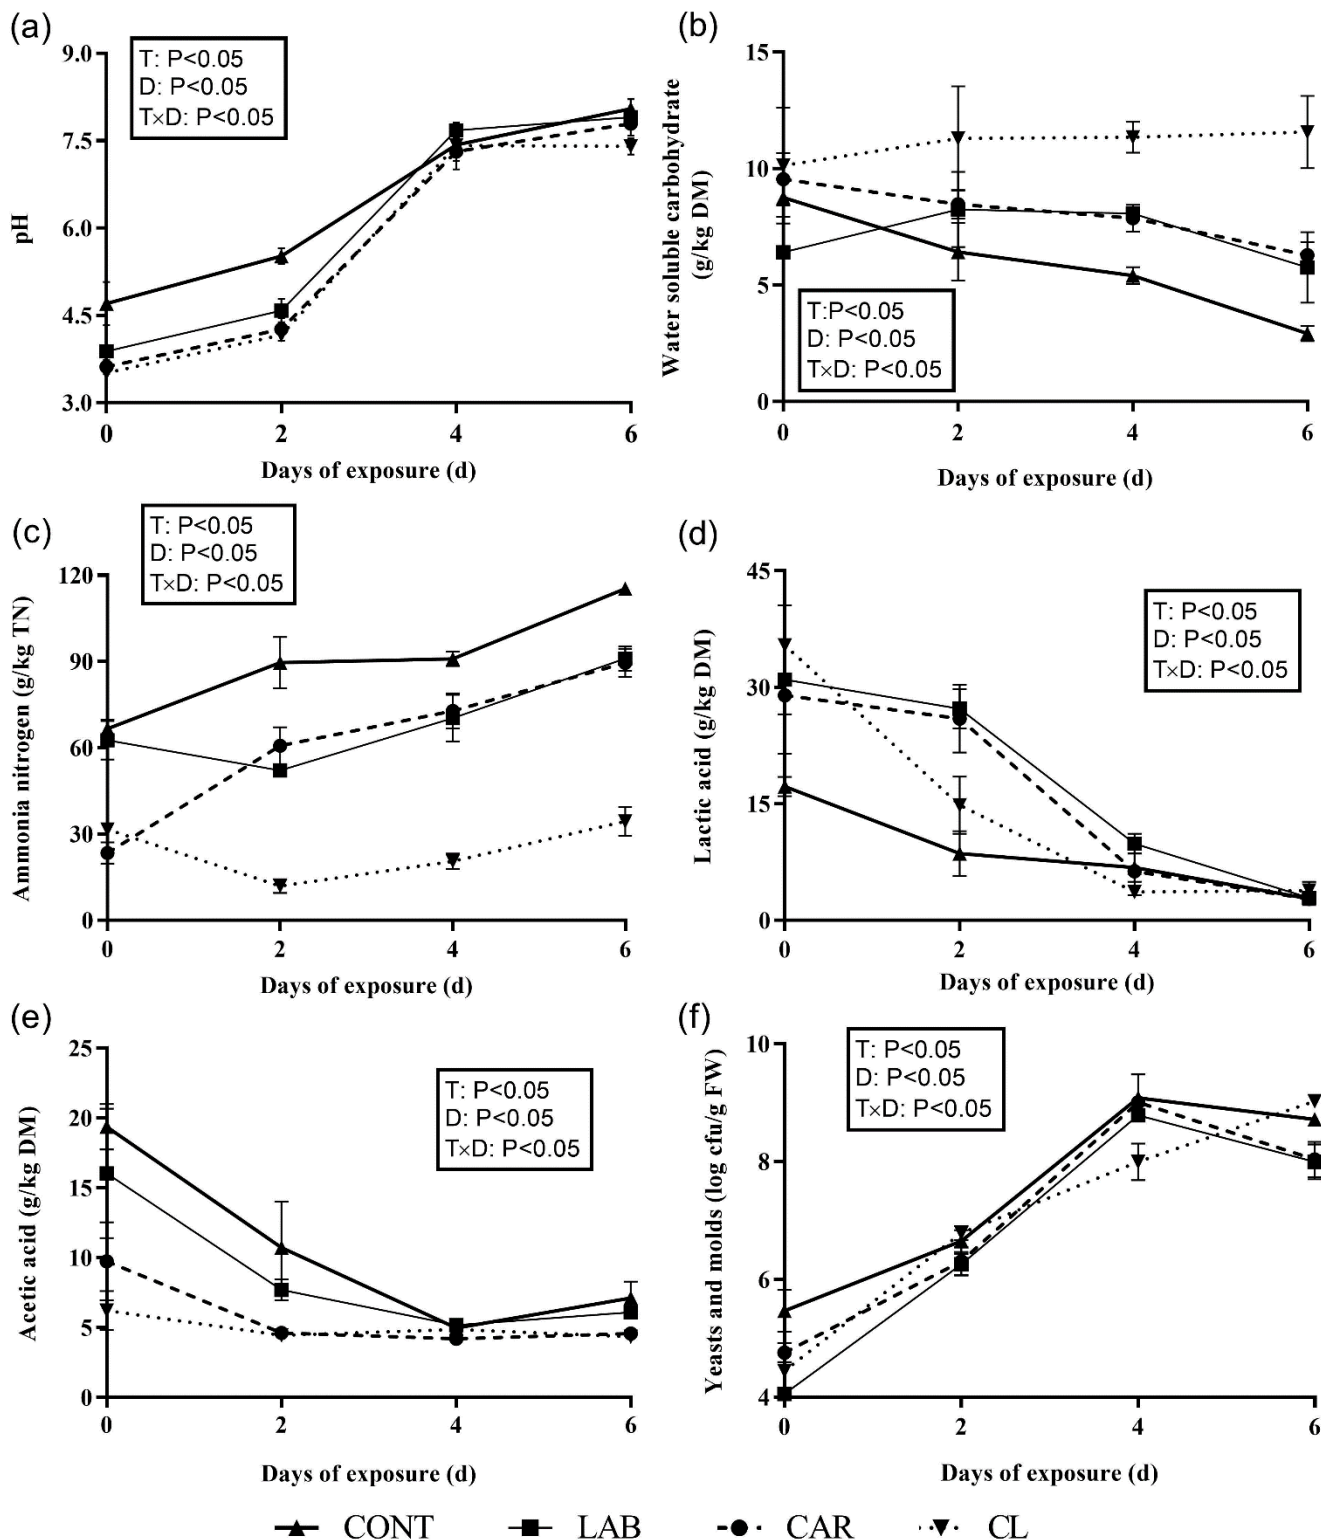 (a)
9.0
7.5
6.0
4.5
3.0
pH
T: P<0.05
D: P<0.05
T×D: P<0.05
0 2 4 6
Days of exposure (d)
(b)
15
10
5
0
Water soluble carbohydrate
(g/kg DM)
T:P<0.05
D: P<0.05
T×D: P<0.05
0 2 4 6
Days of exposure (d)
(c)
120
90
60
30
0
Ammonia nitrogen (g/kg TN)
T: P<0.05
D: P<0.05
T×D: P<0.05
0 2 4 6
Days of exposure (d)
(d)
45
30
15
0
Lactic acid (g/kg DM)
T: P<0.05
D: P<0.05
T×D: P<0.05
0 2 4 6
Days of exposure (d)
(e)
25
20
15
10
5
0
Acetic acid (g/kg DM)
T: P<0.05
D: P<0.05
T×D: P<0.05
0 2 4 6
Days of exposure (d)
(f)
10
8
6
4
Yeasts and molds (log cfu/g FW)
T: P<0.05
D: P<0.05
T×D: P<0.05
0 2 4 6
Days of exposure (d)
CONT LAB CAR CL